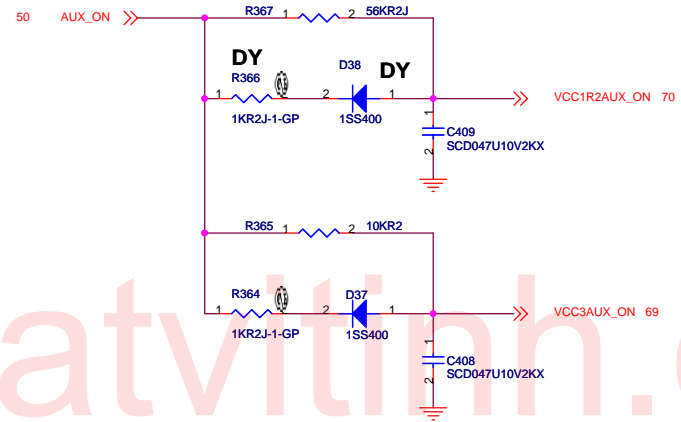 50 AUX_ON
R367 1 2 56KR2J
DY
R366
1
1KR2J-1-GP
D38
DY
2 1
1SS400
VCC1R2AUX_ON 70
1
C409
SCD047U10V2KX
2
R365 1 2 10KR2
R364
1
1KR2J-1-GP
D37
2 1
1SS400
VCC3AUX_ON 69
1
C408
SCD047U10V2KX
2
atvitinh.